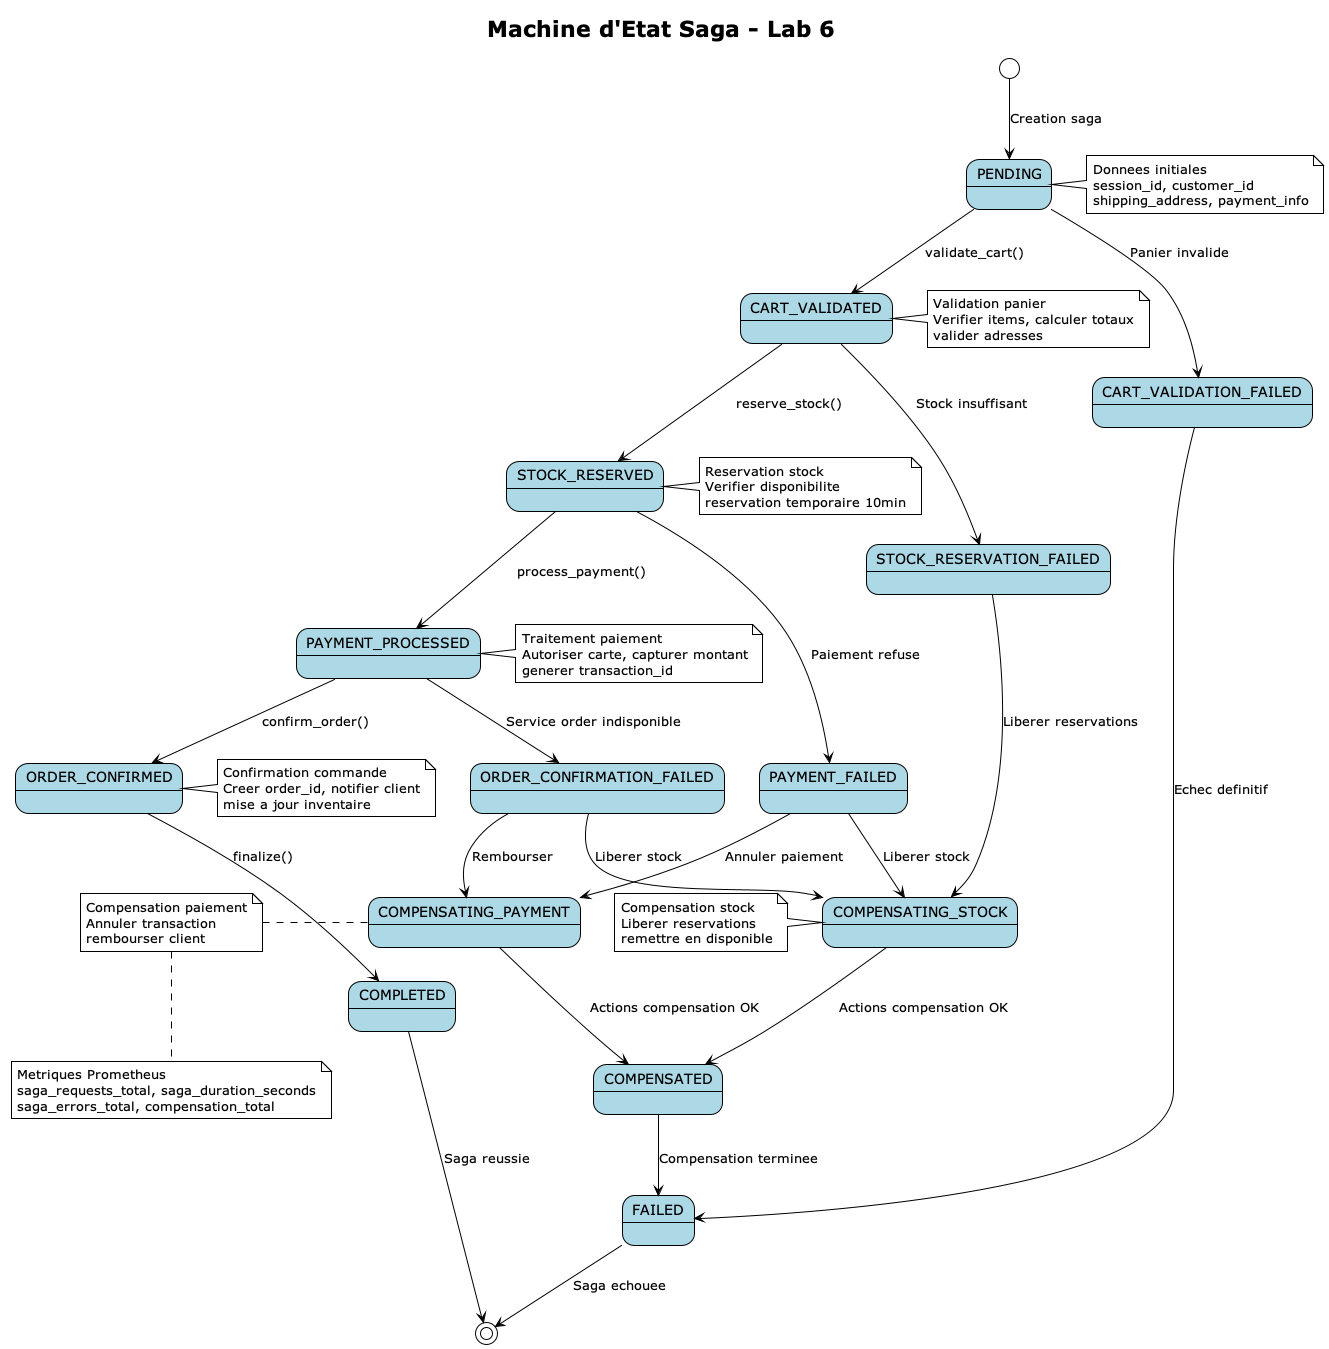 Machine d'Etat Saga - Lab 6
Creation saga
PENDING
Donnees initiales
session_id, customer_id
shipping_address, payment_info
validate_cart()
Panier invalide
CART_VALIDATED
Validation panier
Verifier items, calculer totaux
valider adresses
CART_VALIDATION_FAILED
reserve_stock()
Stock insuffisant
STOCK_RESERVED
Reservation stock
Verifier disponibilite
reservation temporaire 10min
STOCK_RESERVATION_FAILED
process_payment()
PAYMENT_PROCESSED
Traitement paiement
Autoriser carte, capturer montant
generer transaction_id
Paiement refuse
confirm_order()
Service order indisponible
Liberer reservations
ORDER_CONFIRMED
Confirmation commande
Creer order_id, notifier client
mise a jour inventaire
ORDER_CONFIRMATION_FAILED
PAYMENT_FAILED
Echec definitif
finalize()
Rembourser
Liberer stock
Annuler paiement
Liberer stock
Compensation paiement
Annuler transaction
rembourser client
COMPENSATING_PAYMENT
Compensation stock
Liberer reservations
remettre en disponible
COMPENSATING_STOCK
COMPLETED
Actions compensation OK
Actions compensation OK
Metriques Prometheus
saga_requests_total, saga_duration_seconds
saga_errors_total, compensation_total
COMPENSATED
Saga reussie
Compensation terminee
FAILED
Saga echouee